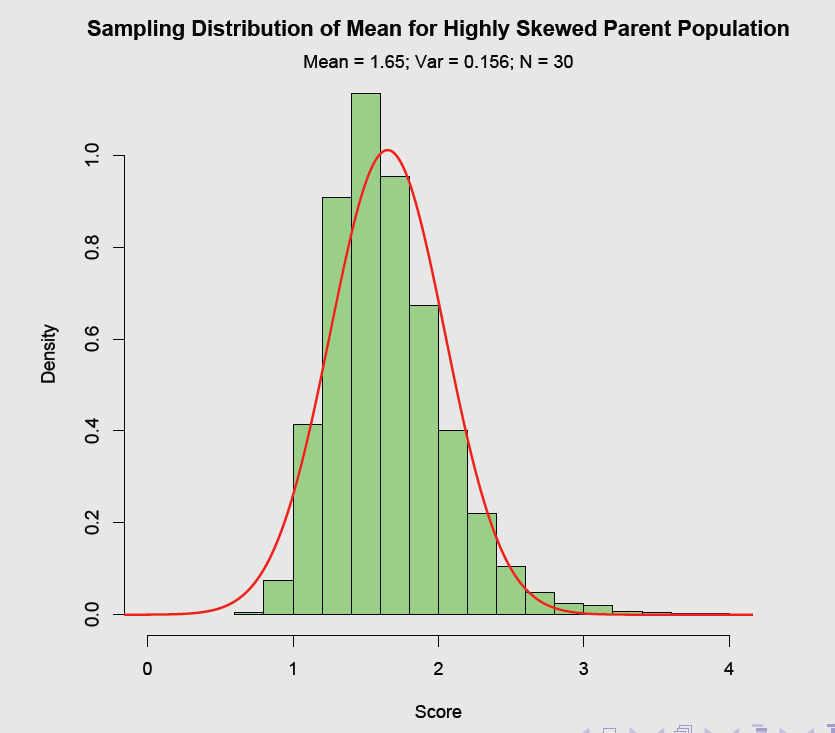 Sampling Distribution of Mean for Highly Skewed Parent Population
Mean = 1.65; Var = 0.156; N = 30
1.0
0.8
0.6
0.4
0.2
0.0
Density
0 1 2 3 4
Score